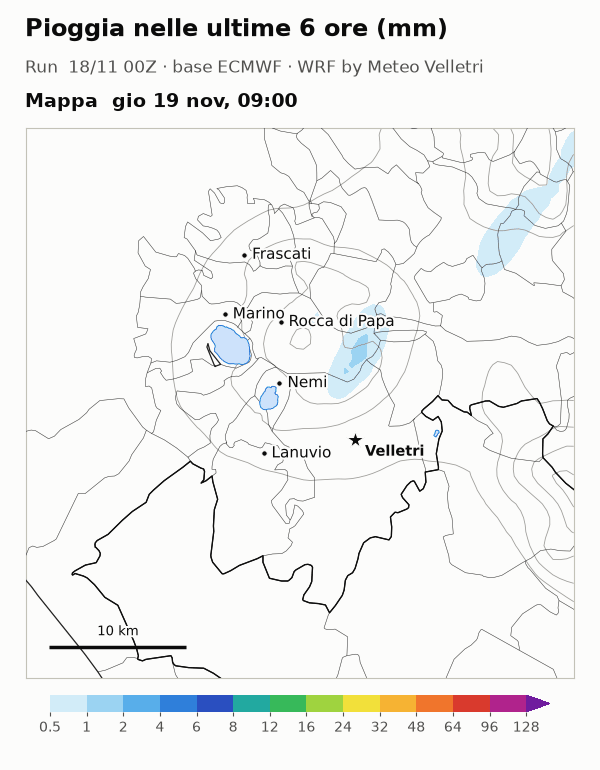 Pioggia nelle ultime 6 ore (mm)
Run  18/11 00Z · base ECMWF · WRF by Meteo Velletri
Mappa  gio 19 nov, 09:00
Frascati
Marino
Rocca di Papa
Nemi
Velletri
Lanuvio
10 km
0.5 1 2 4 6 8 12 16 24 32 48 64 96 128